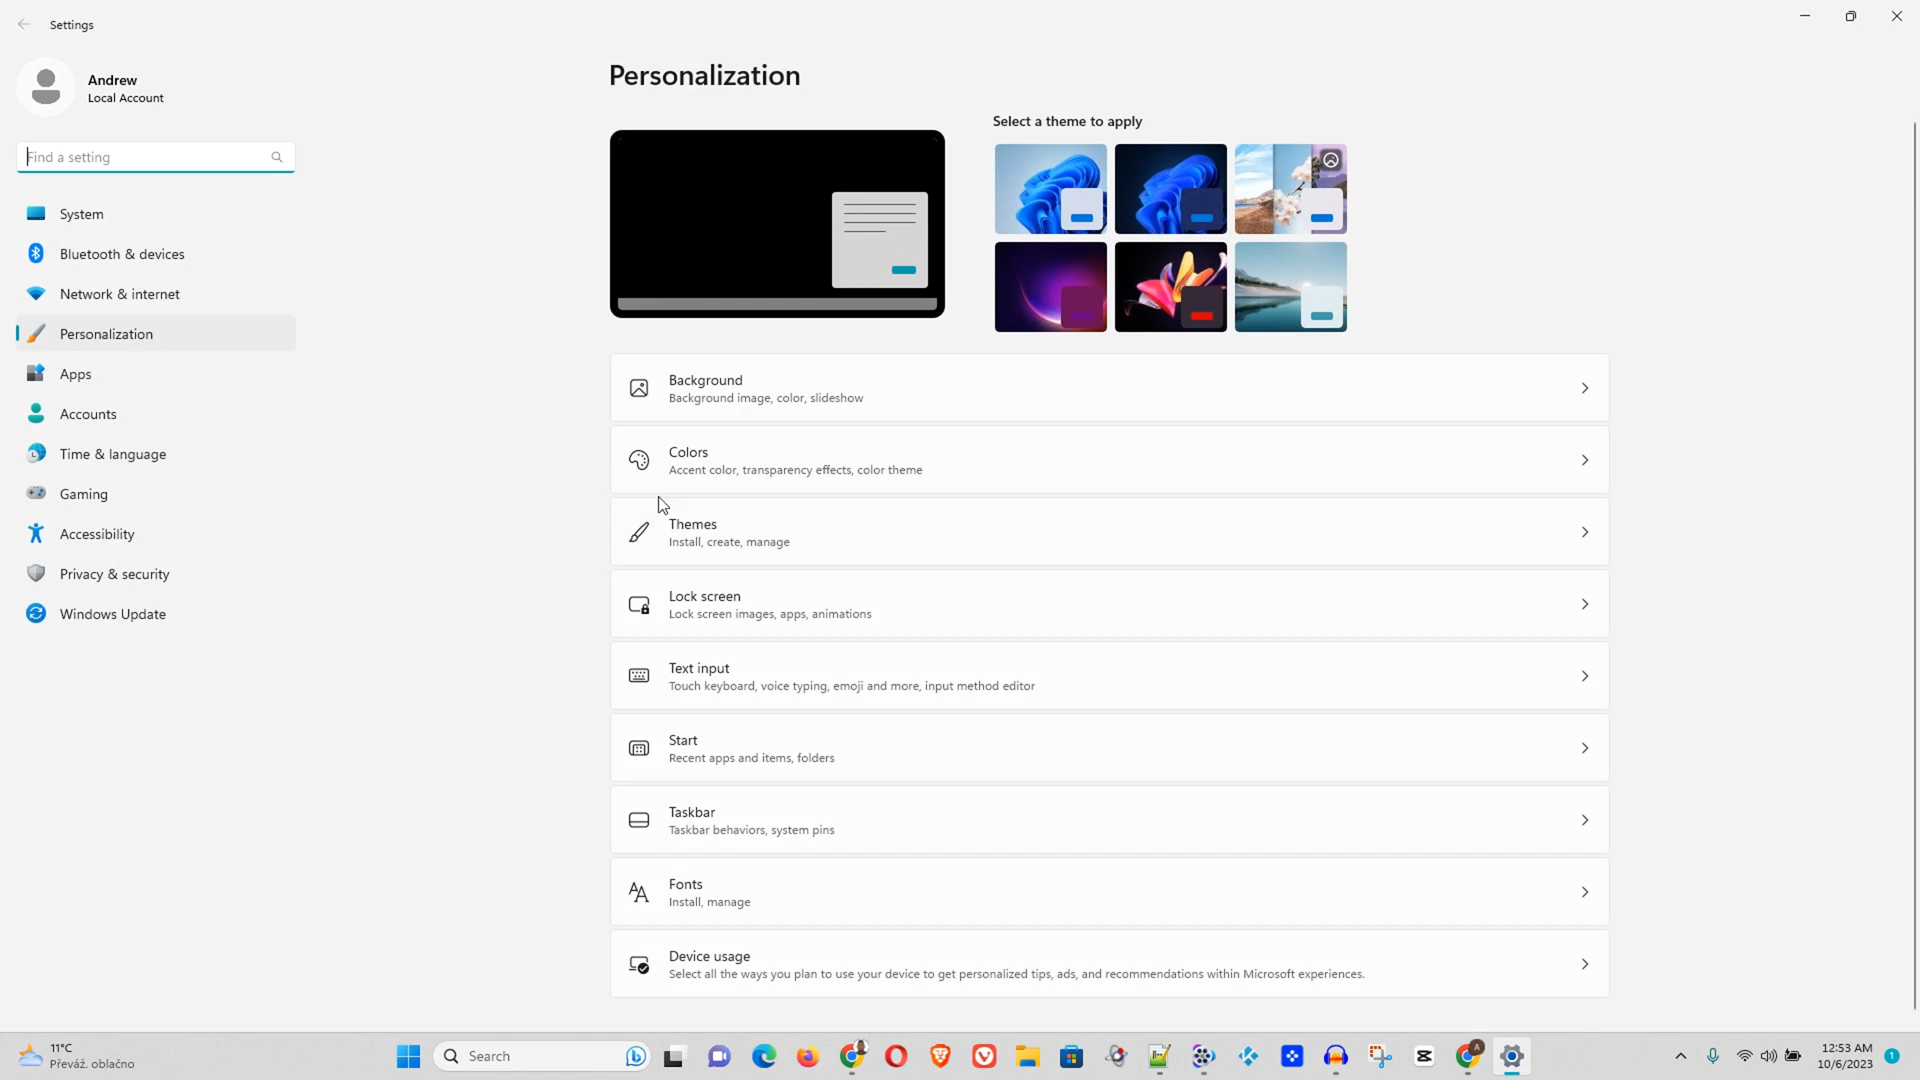 Settings
Andrew
Local Account
Find a setting
System
Bluetooth & devices
Network & internet
Personalization
Apps
Accounts
Time & language
Gaming
Accessibility
Privacy & security
Windows Update
Personalization
Select a theme to apply
Background
Background image, color, slideshow
Colors
Accent color, transparency effects, color theme
Themes
Install, create, manage
Lock screen
Lock screen images, apps, animations
Text input
Touch keyboard, voice typing, emoji and more, input method editor
Start
Recent apps and items, folders
Taskbar
Taskbar behaviors, system pins
Fonts
Install, manage
Device usage
Select all the ways you plan to use your device to get personalized tips, ads, and recommendations within Microsoft experiences.
11°C
Převáž. oblačno
Search
A
12:53 AM
10/6/2023
1